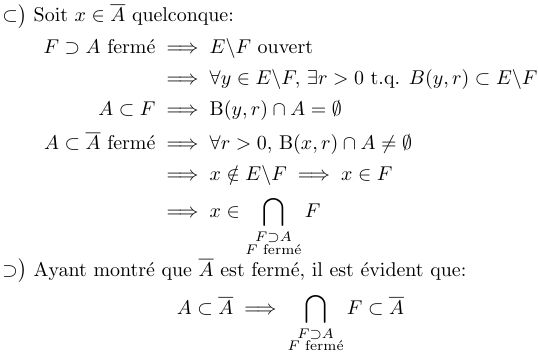 ⊂) Soit x ∈ A̅ quelconque:
F ⊃ A fermé ⟹ E\F ouvert
⟹ ∀y ∈ E\F, ∃r > 0 t.q. B(y, r) ⊂ E\F
A ⊂ F ⟹ B(y, r) ∩ A = ∅
A ⊂ A̅ fermé ⟹ ∀r > 0, B(x, r) ∩ A ≠ ∅
⟹ x ∉ E\F ⟹ x ∈ F
⟹ x ∈ ⋂ F
F⊃A
F fermé
⊃) Ayant montré que A̅ est fermé, il est évident que:
A ⊂ A̅ ⟹ ⋂ F ⊂ A̅
F⊃A
F fermé